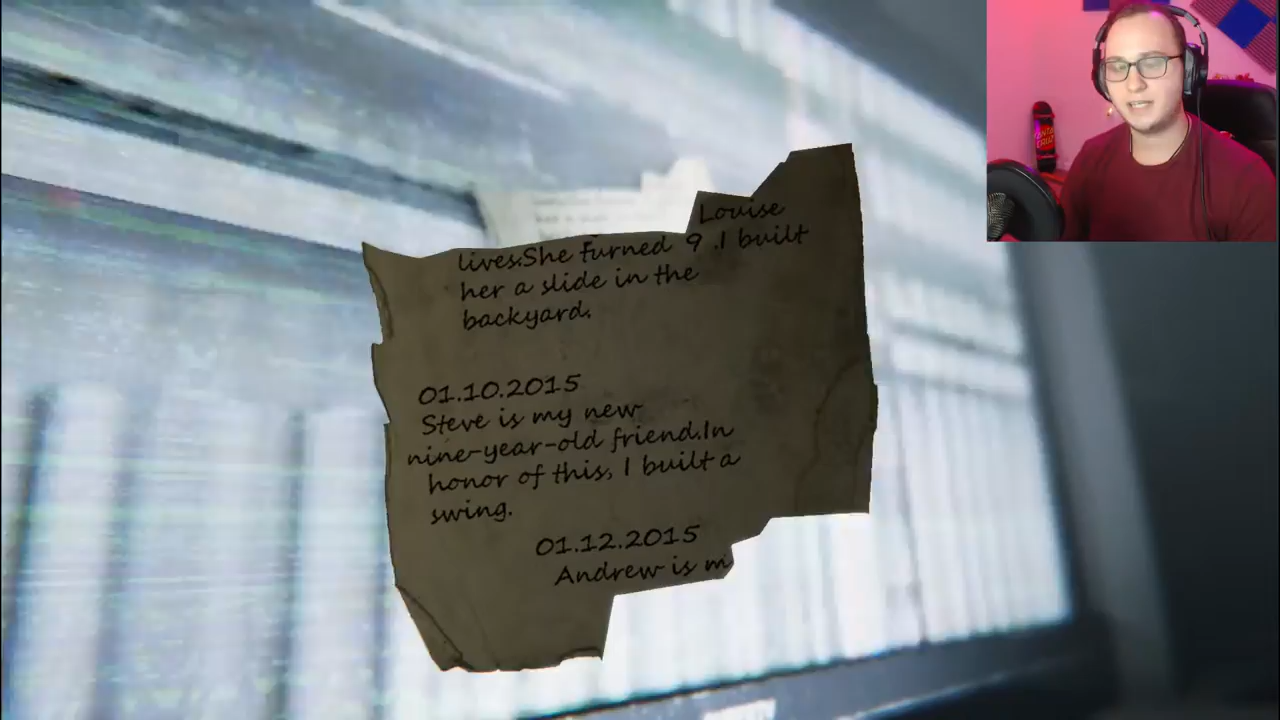 Louise
lives.She turned 9 .I built
her a slide in the
backyard.
01.10.2015
Steve is my new
nine-year-old friend.In
honor of this, I built a
swing.
01.12.2015
Andrew is m